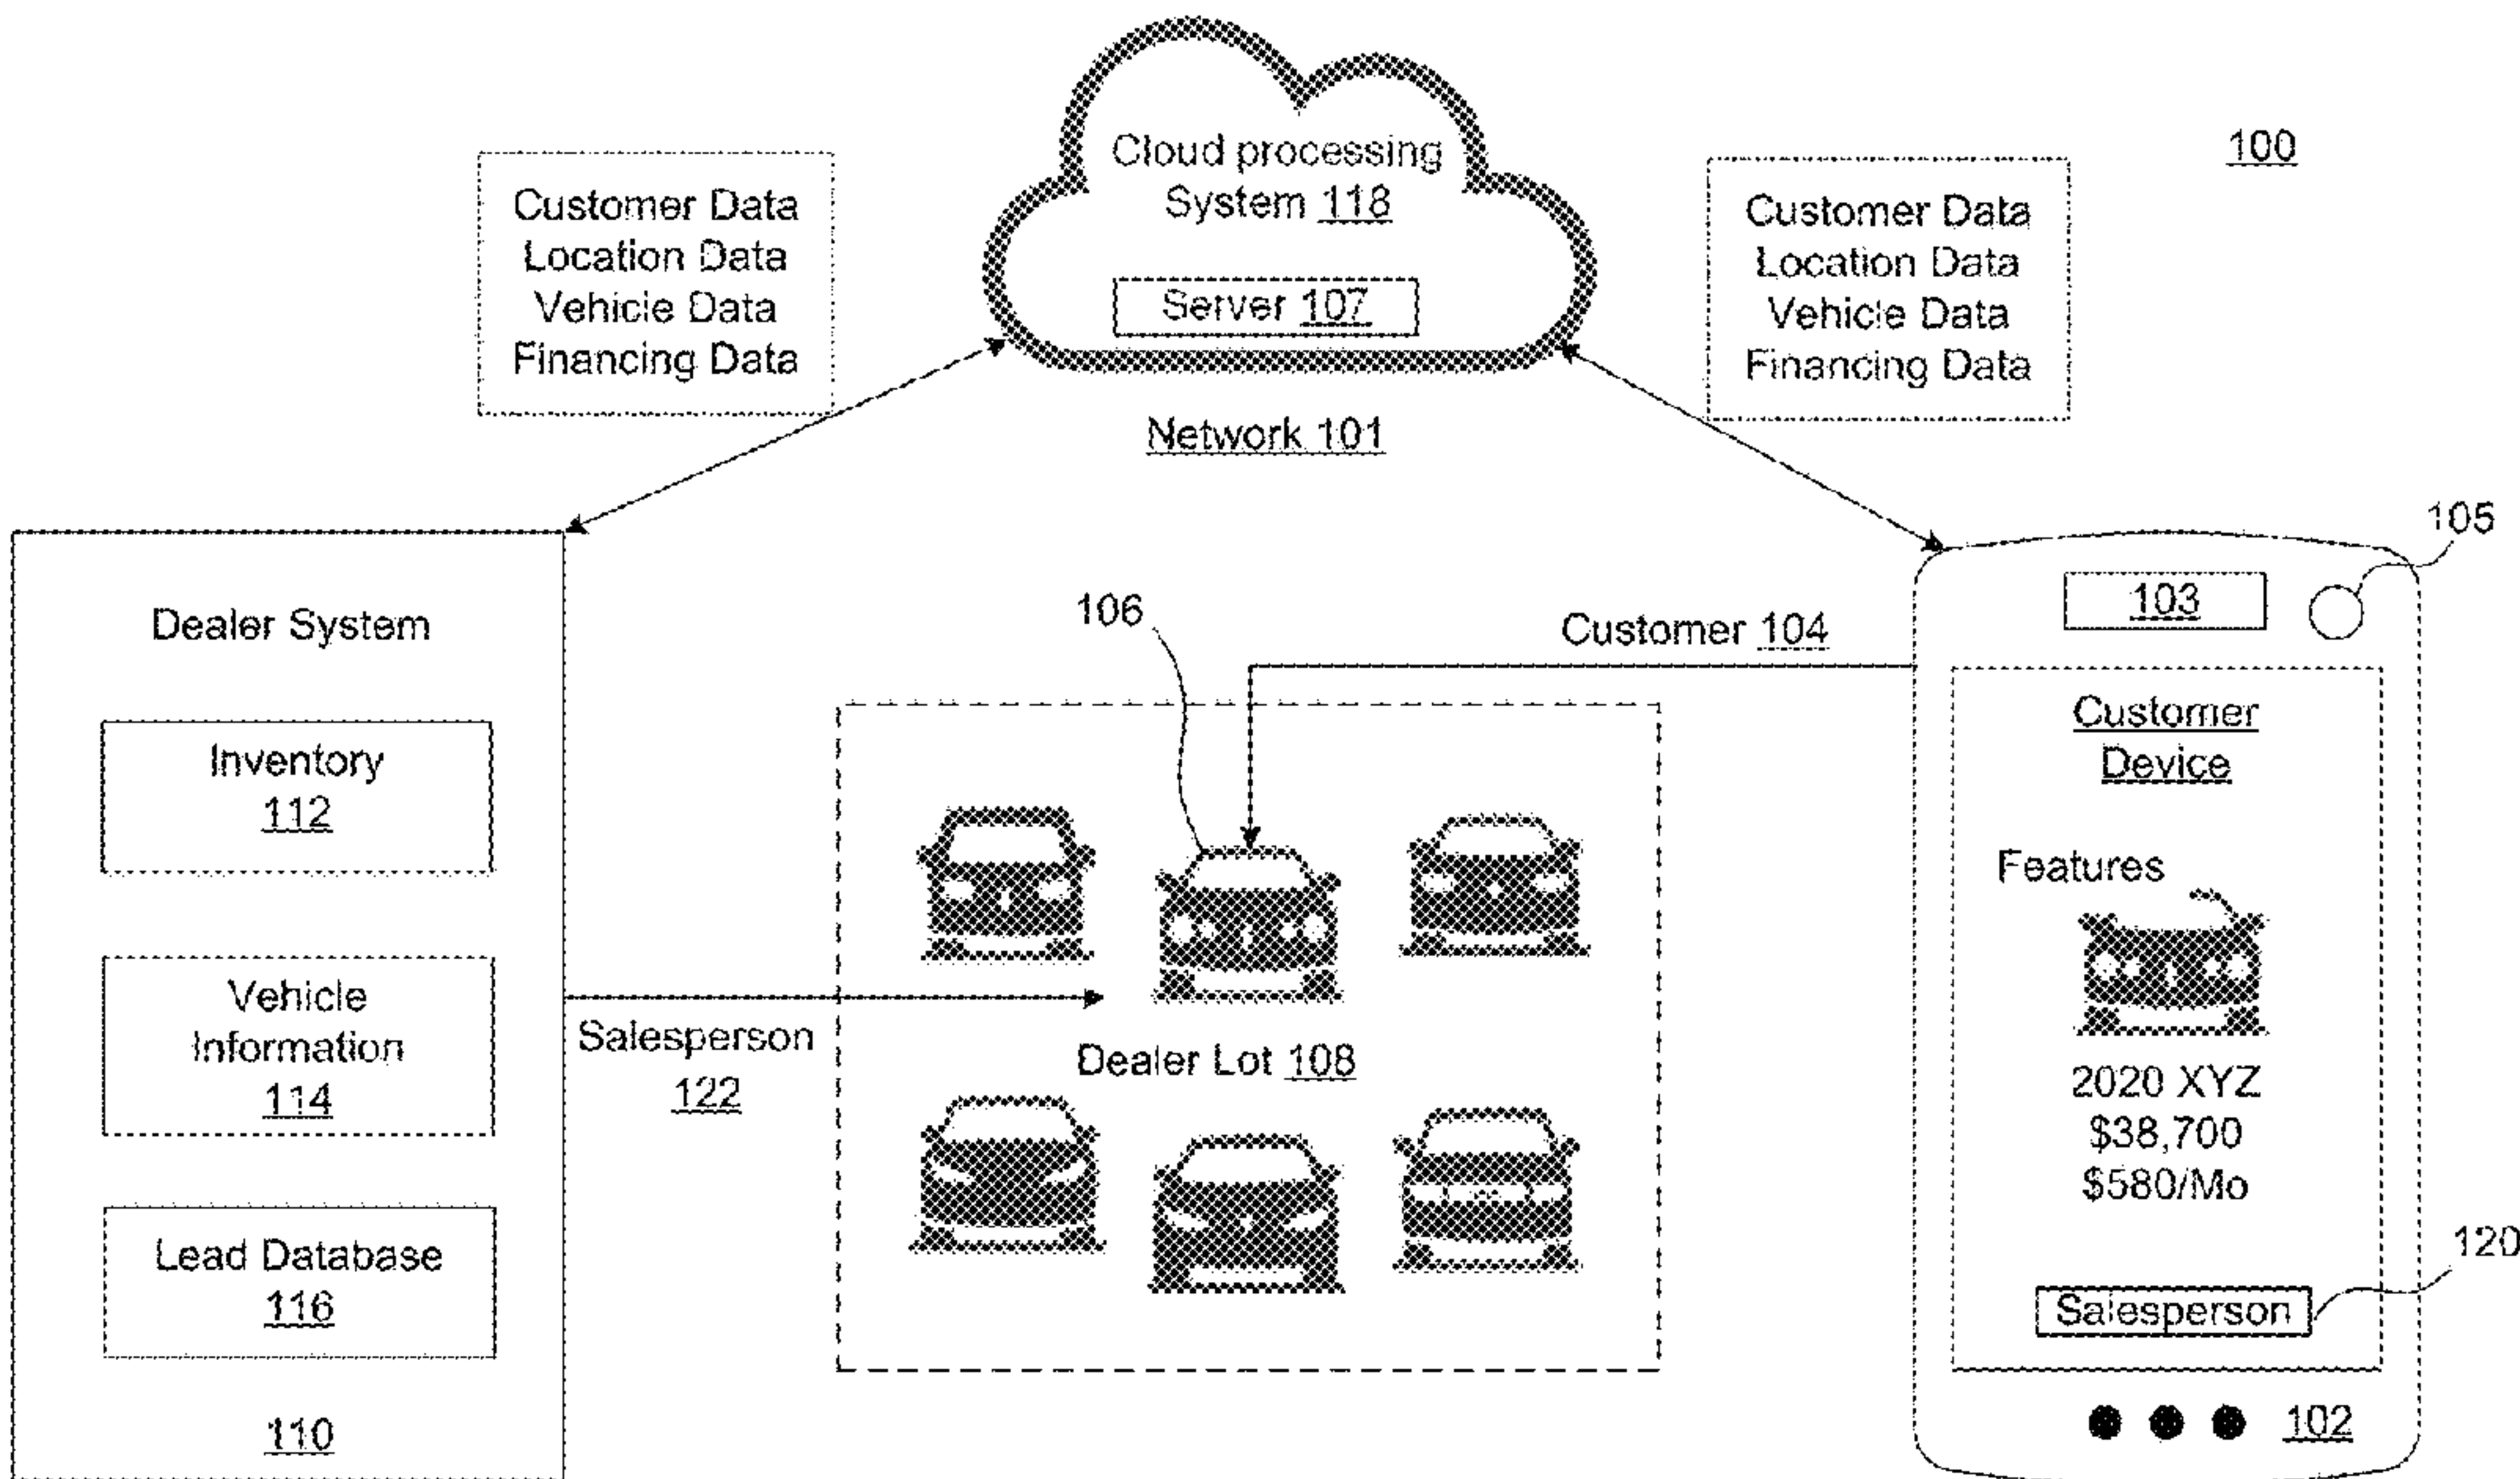 Cloud processing
System 118
Server 107
Network 101
100
Customer Data
Location Data
Vehicle Data
Financing Data
Customer Data
Location Data
Vehicle Data
Financing Data
Dealer System
Inventory
112
Vehicle
Information
114
Lead Database
116
110
Salesperson
122
106
Customer 104
Dealer Lot 108
105
103
Customer
Device
Features
2020 XYZ
$38,700
$580/Mo
Salesperson
120
102